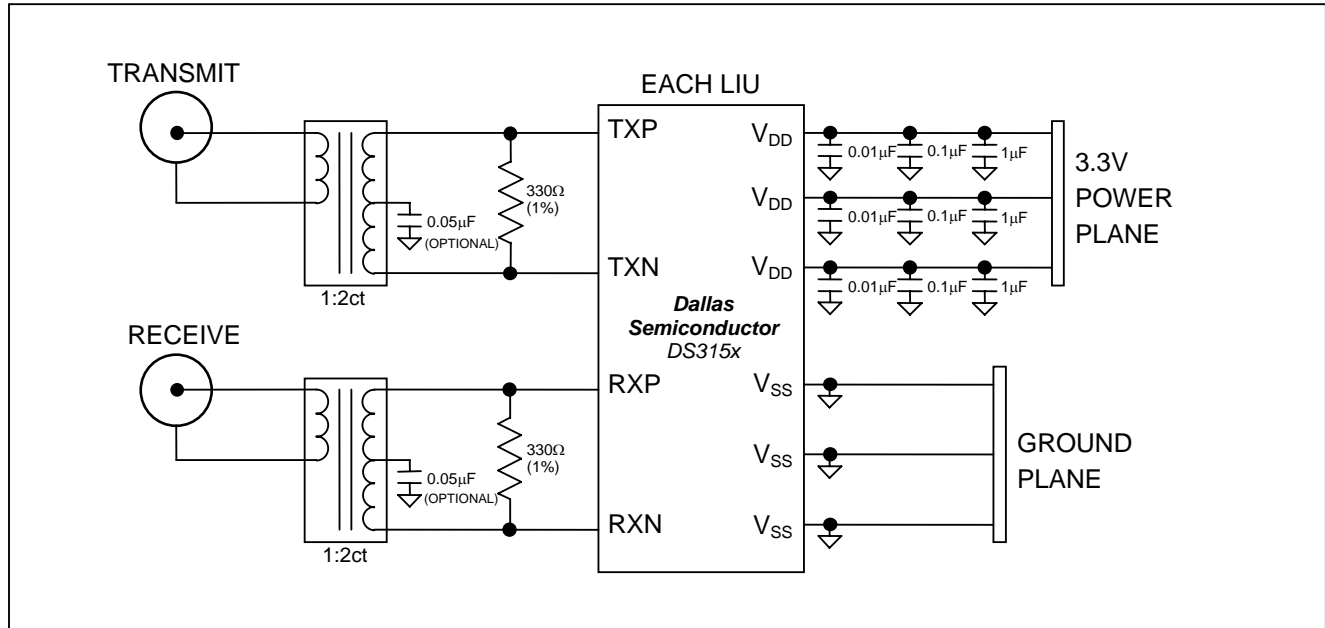 TRANSMIT
EACH LIU
TXP
VDD
0.01µF
0.1µF
1µF
3.3V
POWER
PLANE
330Ω
(1%)
0.05µF
(OPTIONAL)
VDD
0.01µF
0.1µF
1µF
TXN
VDD
0.01µF
0.1µF
1µF
1:2ct
Dallas
Semiconductor
DS315x
RECEIVE
RXP
VSS
330Ω
(1%)
0.05µF
(OPTIONAL)
VSS
GROUND
PLANE
RXN
VSS
1:2ct